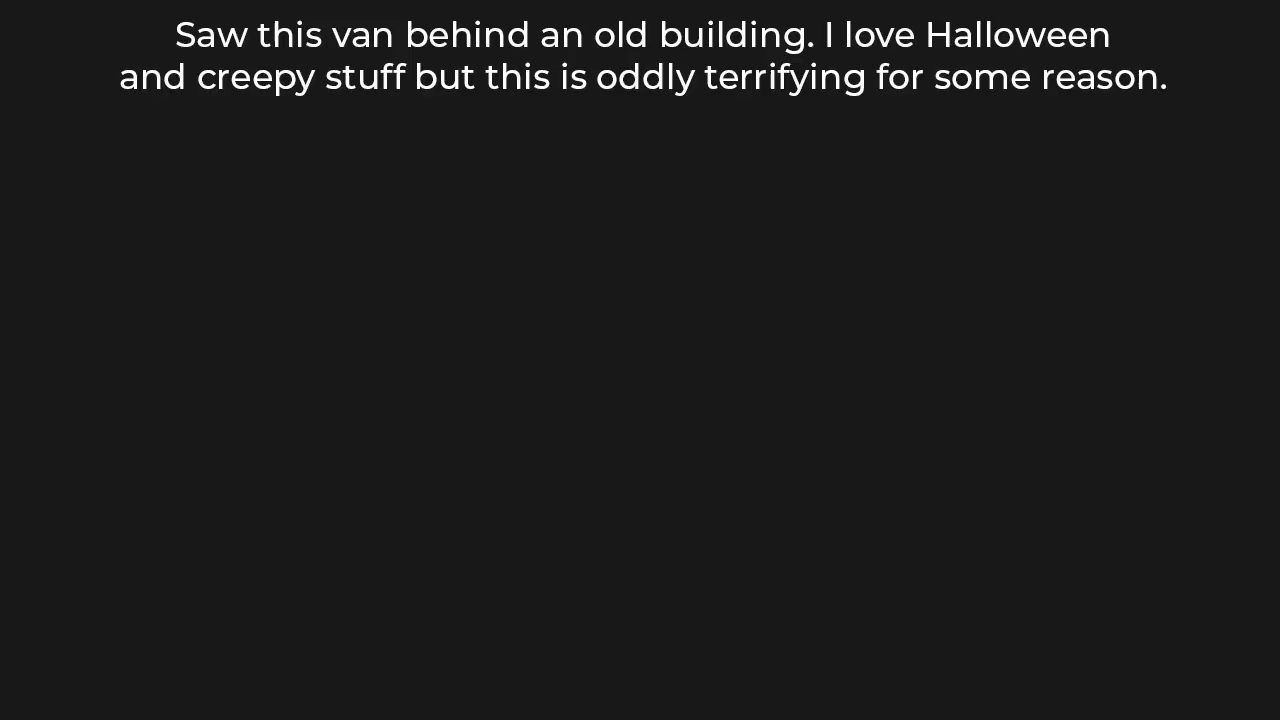 Saw this van behind an old building. I love Halloween
and creepy stuff but this is oddly terrifying for some reason.